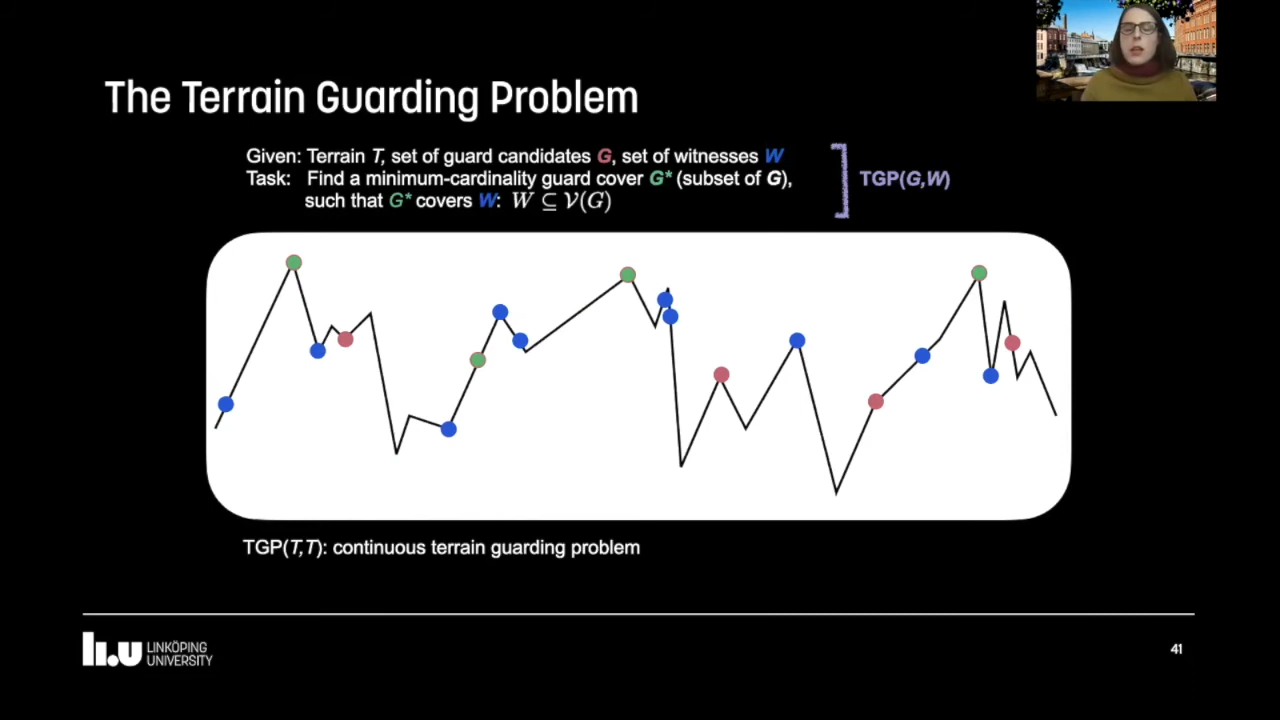 The Terrain Guarding Problem
Given: Terrain T, set of guard candidates G, set of witnesses W
Task: Find a minimum-cardinality guard cover G* (subset of G),
such that G* covers W: W ⊆ V(G)
TGP(G,W)
TGP(T,T): continuous terrain guarding problem
li.u LINKÖPING
UNIVERSITY
41